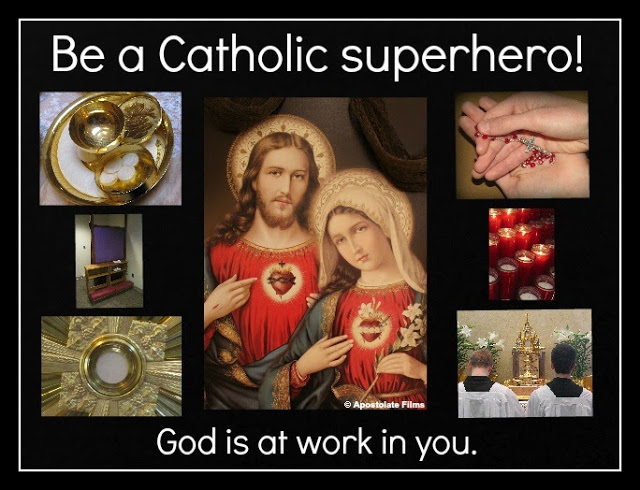 Be a Catholic superhero!
© Apostolate Films
God is at work in you.